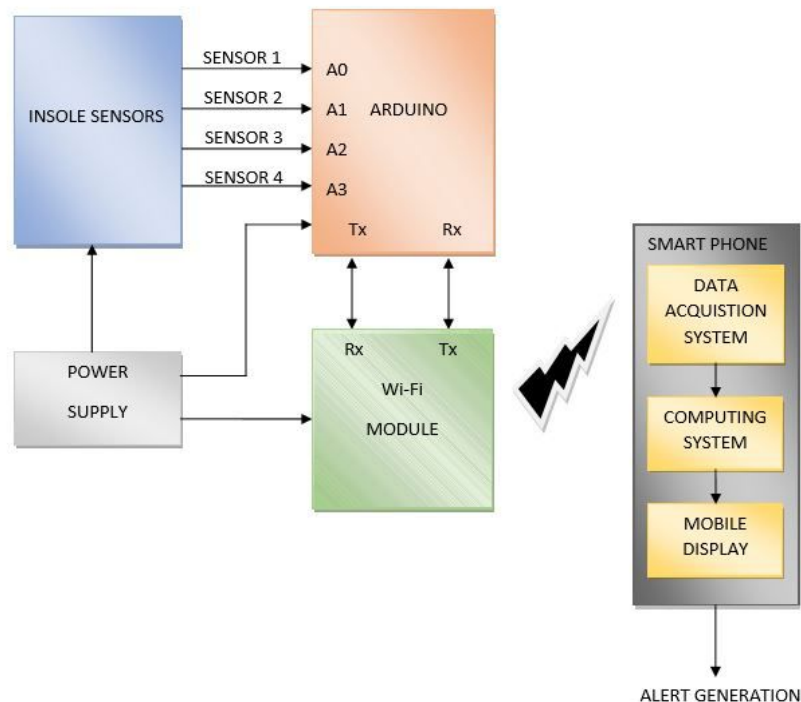 INSOLE SENSORS
SENSOR 1
SENSOR 2
SENSOR 3
SENSOR 4
A0
A1
A2
A3
ARDUINO
Tx
Rx
POWER
SUPPLY
Rx
Tx
Wi-Fi
MODULE
SMART PHONE
DATA
ACQUISTION
SYSTEM
COMPUTING
SYSTEM
MOBILE
DISPLAY
ALERT GENERATION